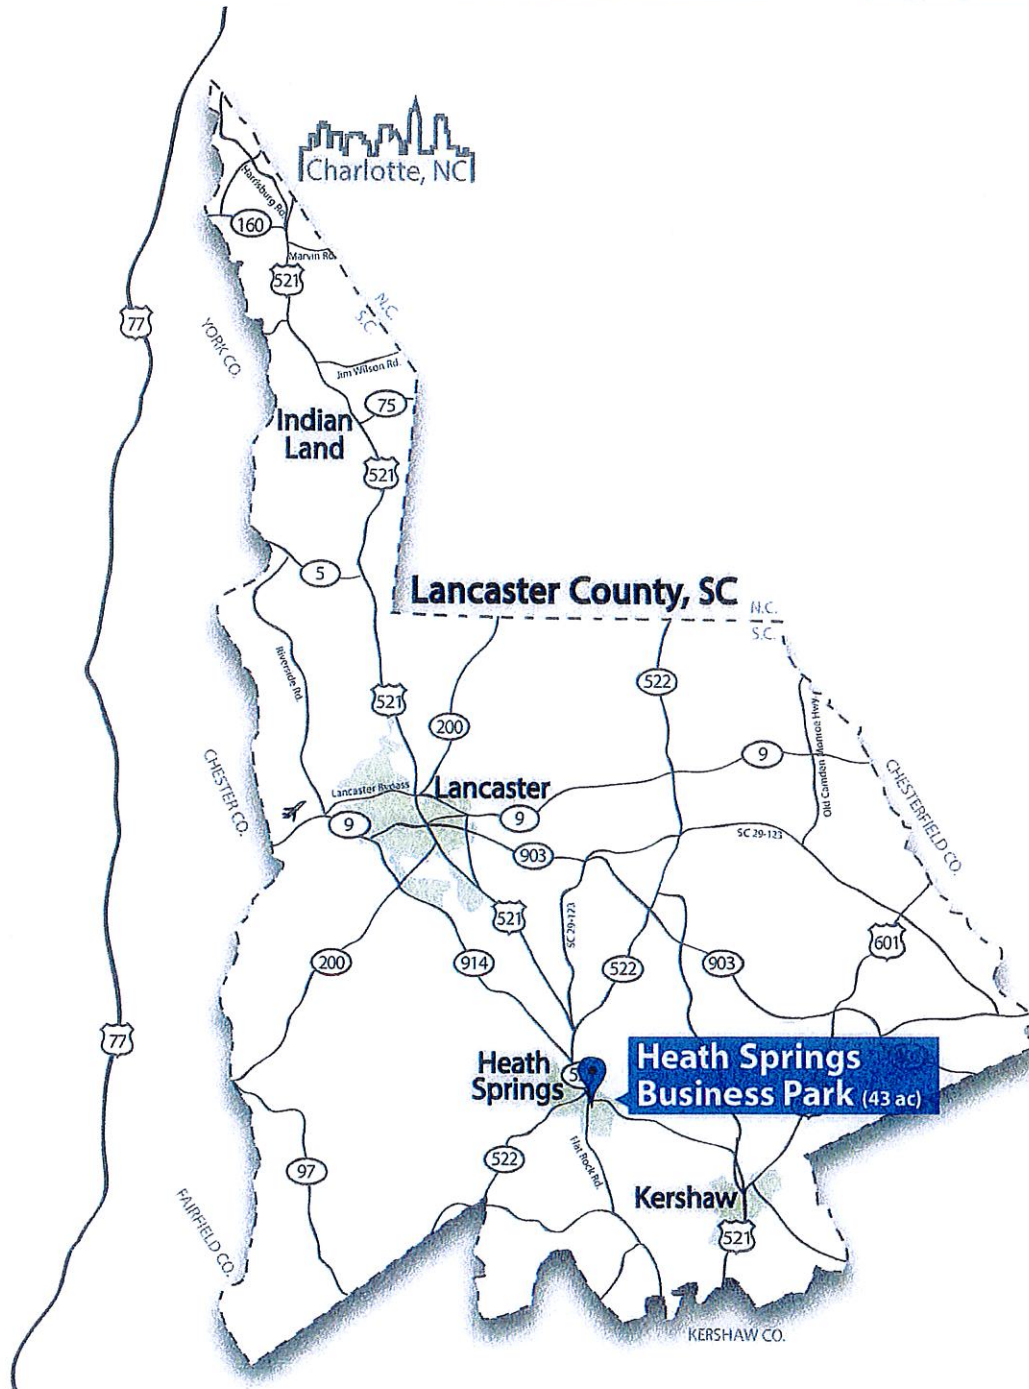 Charlotte, NC
Harrisburg Rd.
160
Marvin Rd.
521
N.C.
S.C.
77
YORK CO.
Jim Wilson Rd.
75
Indian
Land
521
5
Lancaster County, SC
N.C.
S.C.
Riverside Rd.
521
200
522
9
Old Camden Monroe Hwy
CHESTER CO.
CHESTERFIELD CO.
Lancaster Bypass
Lancaster
9
9
SC 29-123
903
521
SC 29-123
601
200
914
522
903
77
Heath
Springs
Heath Springs
Business Park (43 ac)
522
Flat Rock Rd.
97
Kershaw
FAIRFIELD CO.
521
KERSHAW CO.